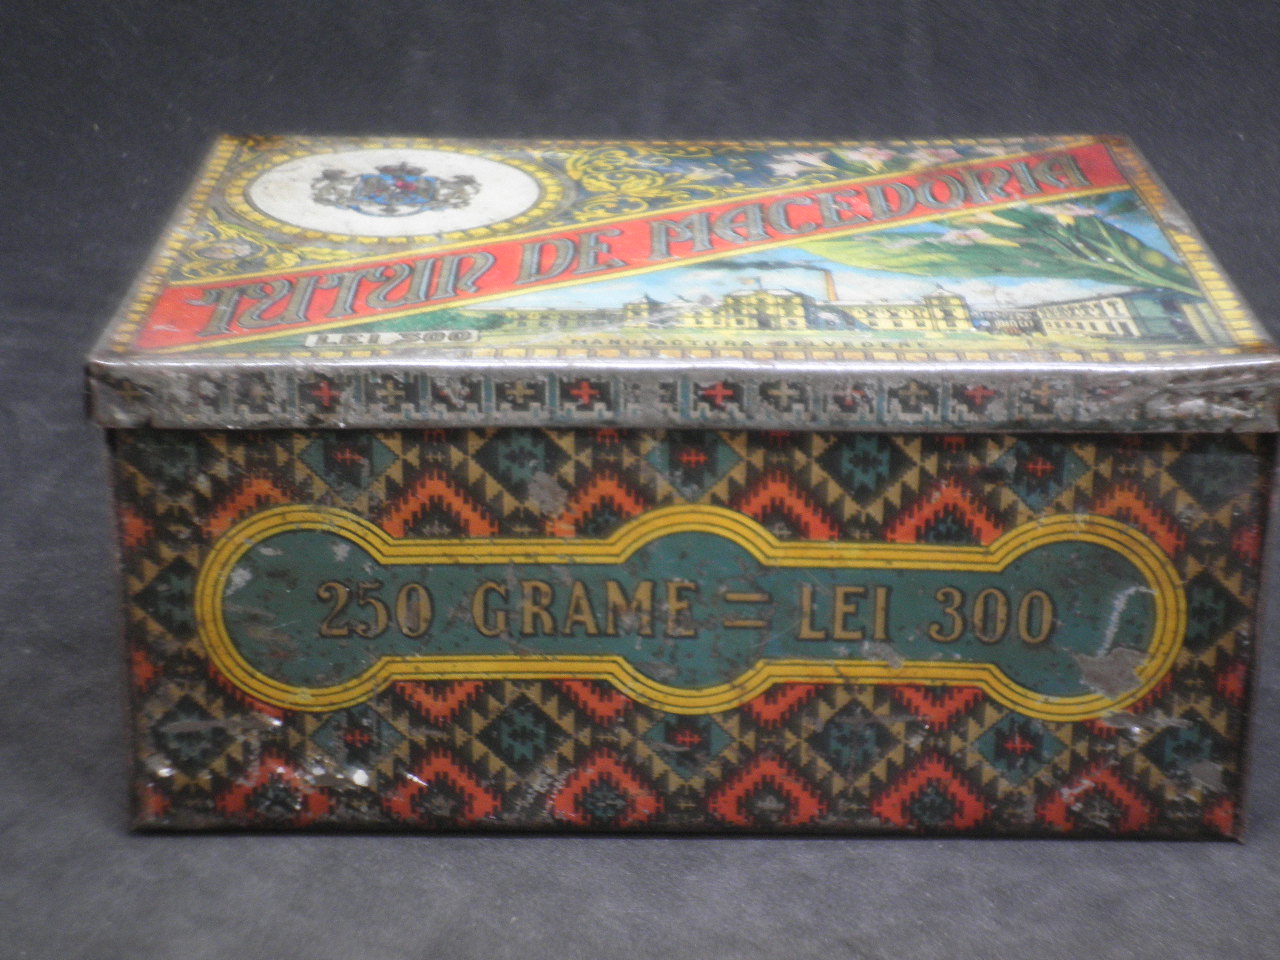 TUTUN DE MACEDONIA
LEI 300
MANUFACTURA BELVEDERE
250 GRAME = LEI 300